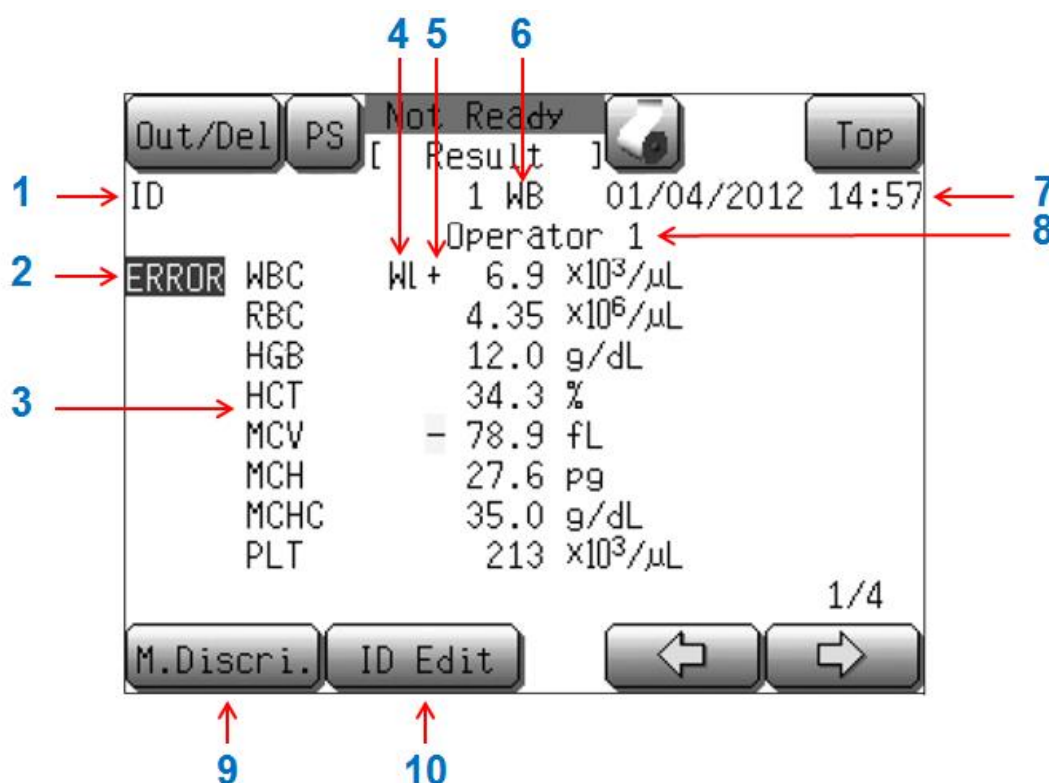 4 5 6
Out/Del PS Not Ready Top
[ Result ]
1 ID 1 WB 01/04/2012 14:57 7
Operator 1 8
2 ERROR WBC Wl + 6.9 ×10³/µL
RBC 4.35 ×10⁶/µL
HGB 12.0 g/dL
3 HCT 34.3 %
MCV - 78.9 fL
MCH 27.6 pg
MCHC 35.0 g/dL
PLT 213 ×10³/µL
1/4
M.Discri. ID Edit
9 10